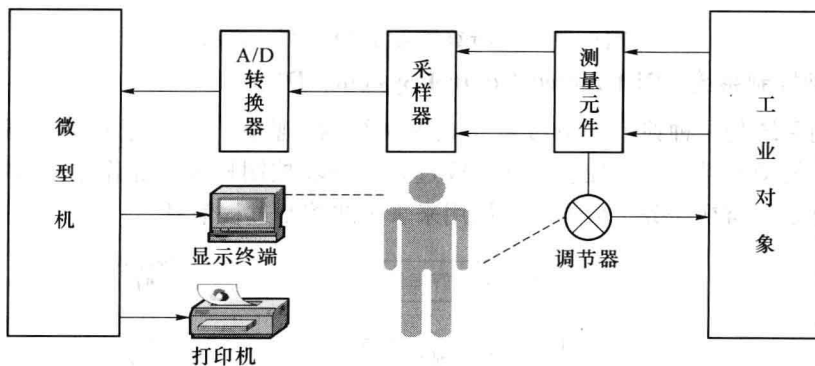 微型机
A/D
转换器
采样器
测量元件
工业对象
显示终端
调节器
打印机